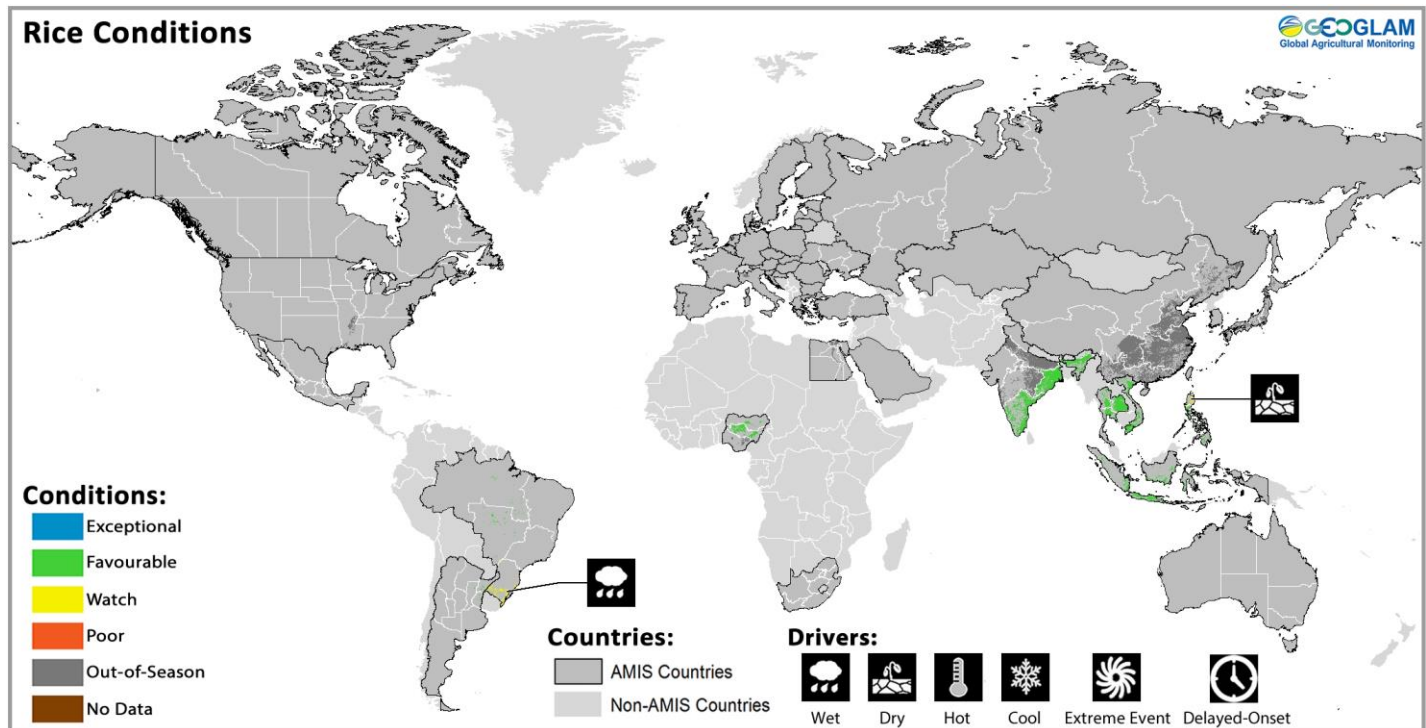 Rice Conditions
GEOGLAM
Global Agricultural Monitoring
Conditions:
Exceptional
Favourable
Watch
Poor
Out-of-Season
No Data
Countries:
AMIS Countries
Non-AMIS Countries
Drivers:
Wet
Dry
Hot
Cool
Extreme Event
Delayed-Onset